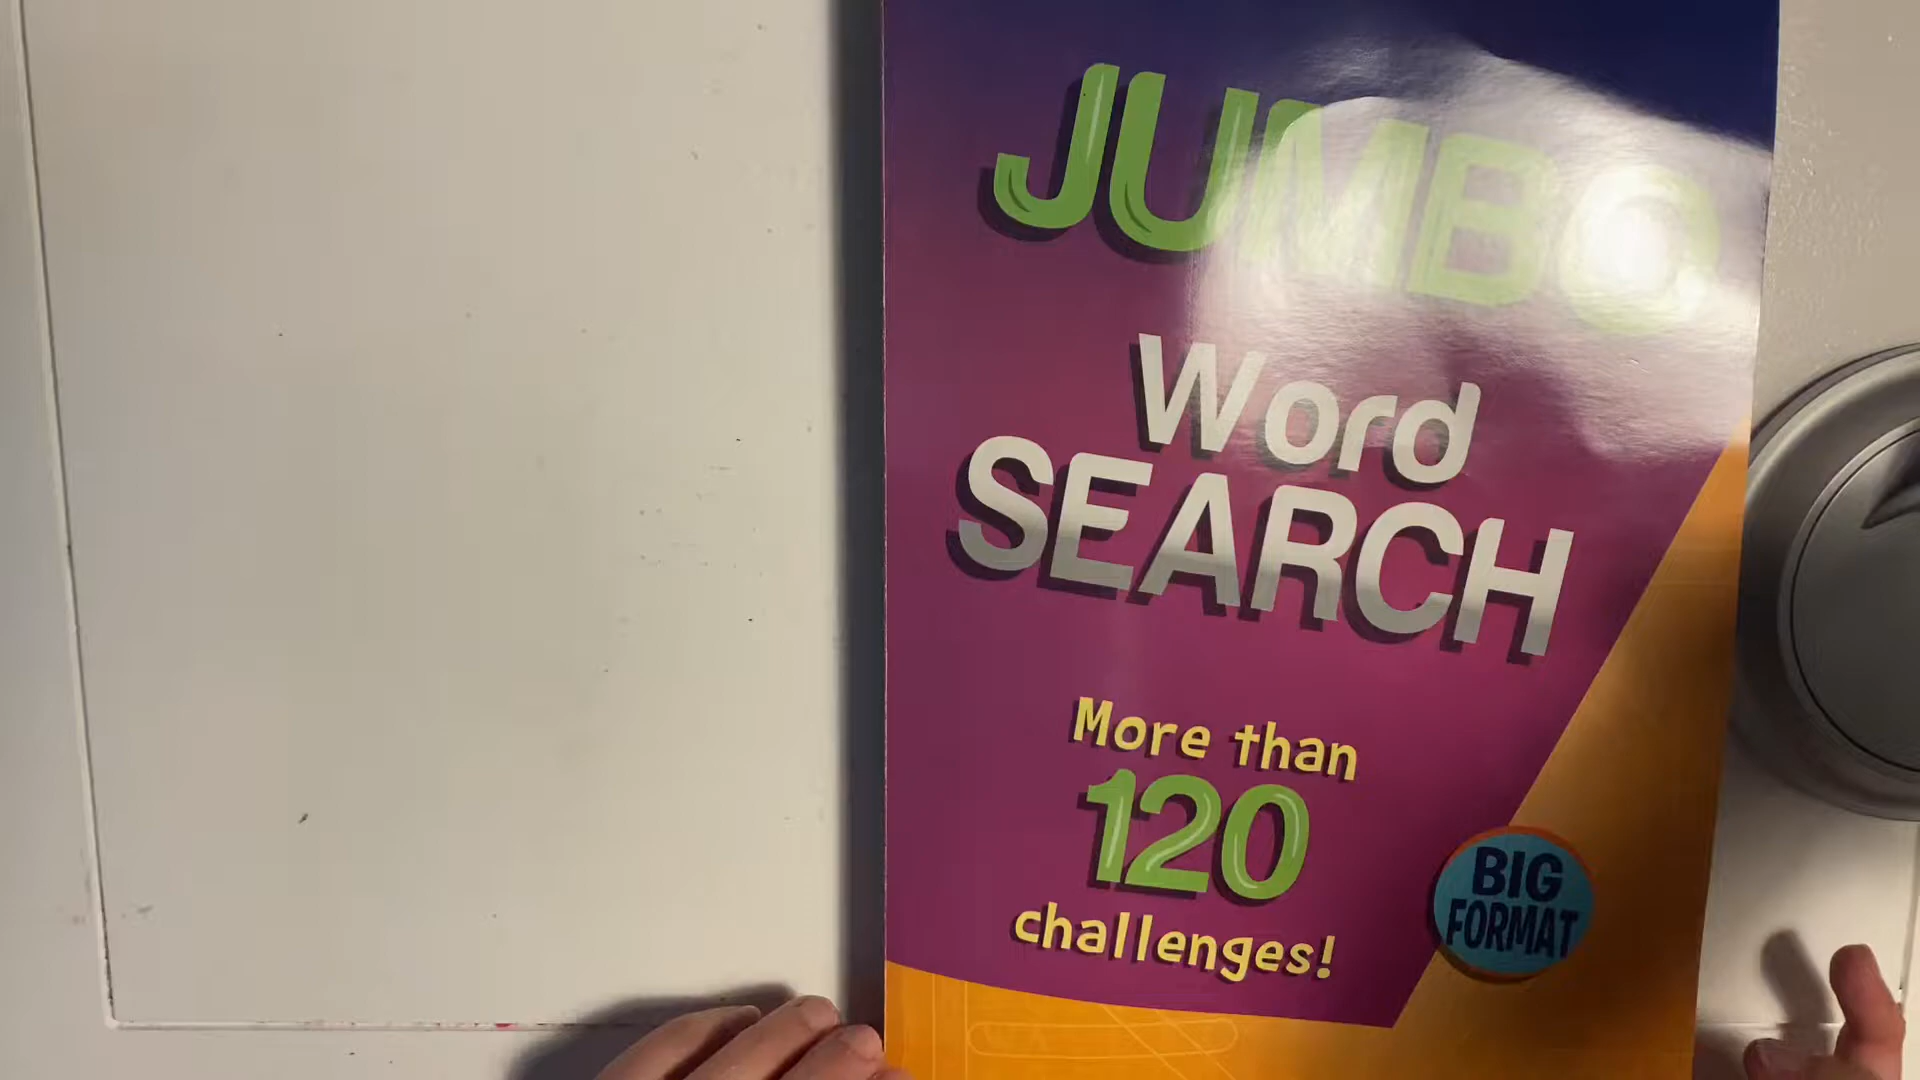 JUMBO
Word
SEARCH
More than
120
challenges!
BIG
FORMAT